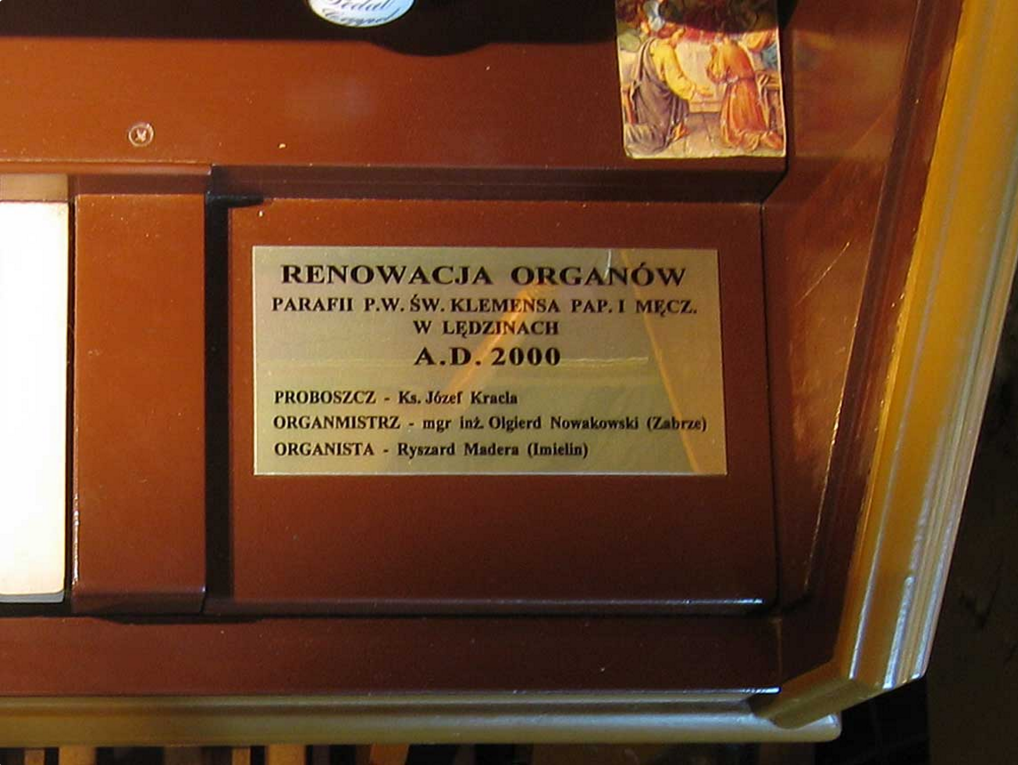 Pedal
RENOWACJA ORGANÓW
PARAFII P.W. ŚW. KLEMENSA PAP. I MĘCZ.
W LĘDZINACH
A.D. 2000
PROBOSZCZ - Ks. Józef Kracla
ORGANMISTRZ - mgr inż. Olgierd Nowakowski (Zabrze)
ORGANISTA - Ryszard Madera (Imielin)